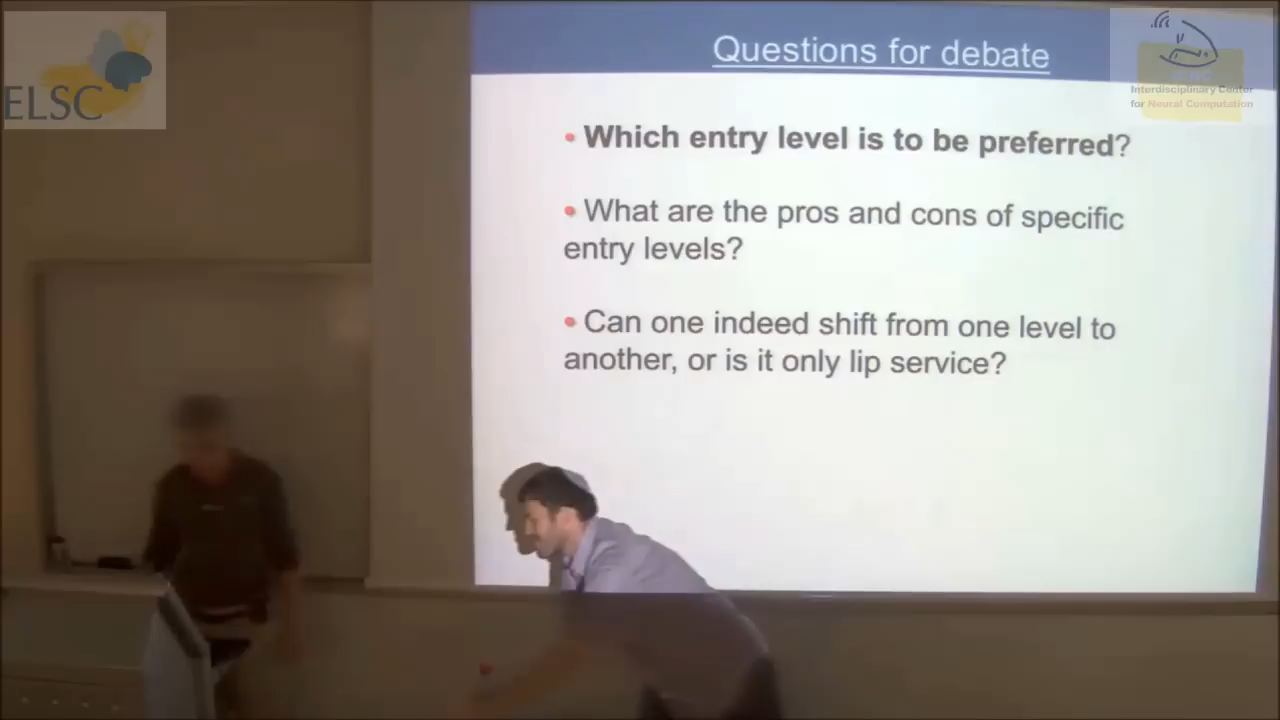 ELSC
Questions for debate
Interdisciplinary Center
for Neural Computation
• Which entry level is to be preferred?
• What are the pros and cons of specific
entry levels?
• Can one indeed shift from one level to
another, or is it only lip service?